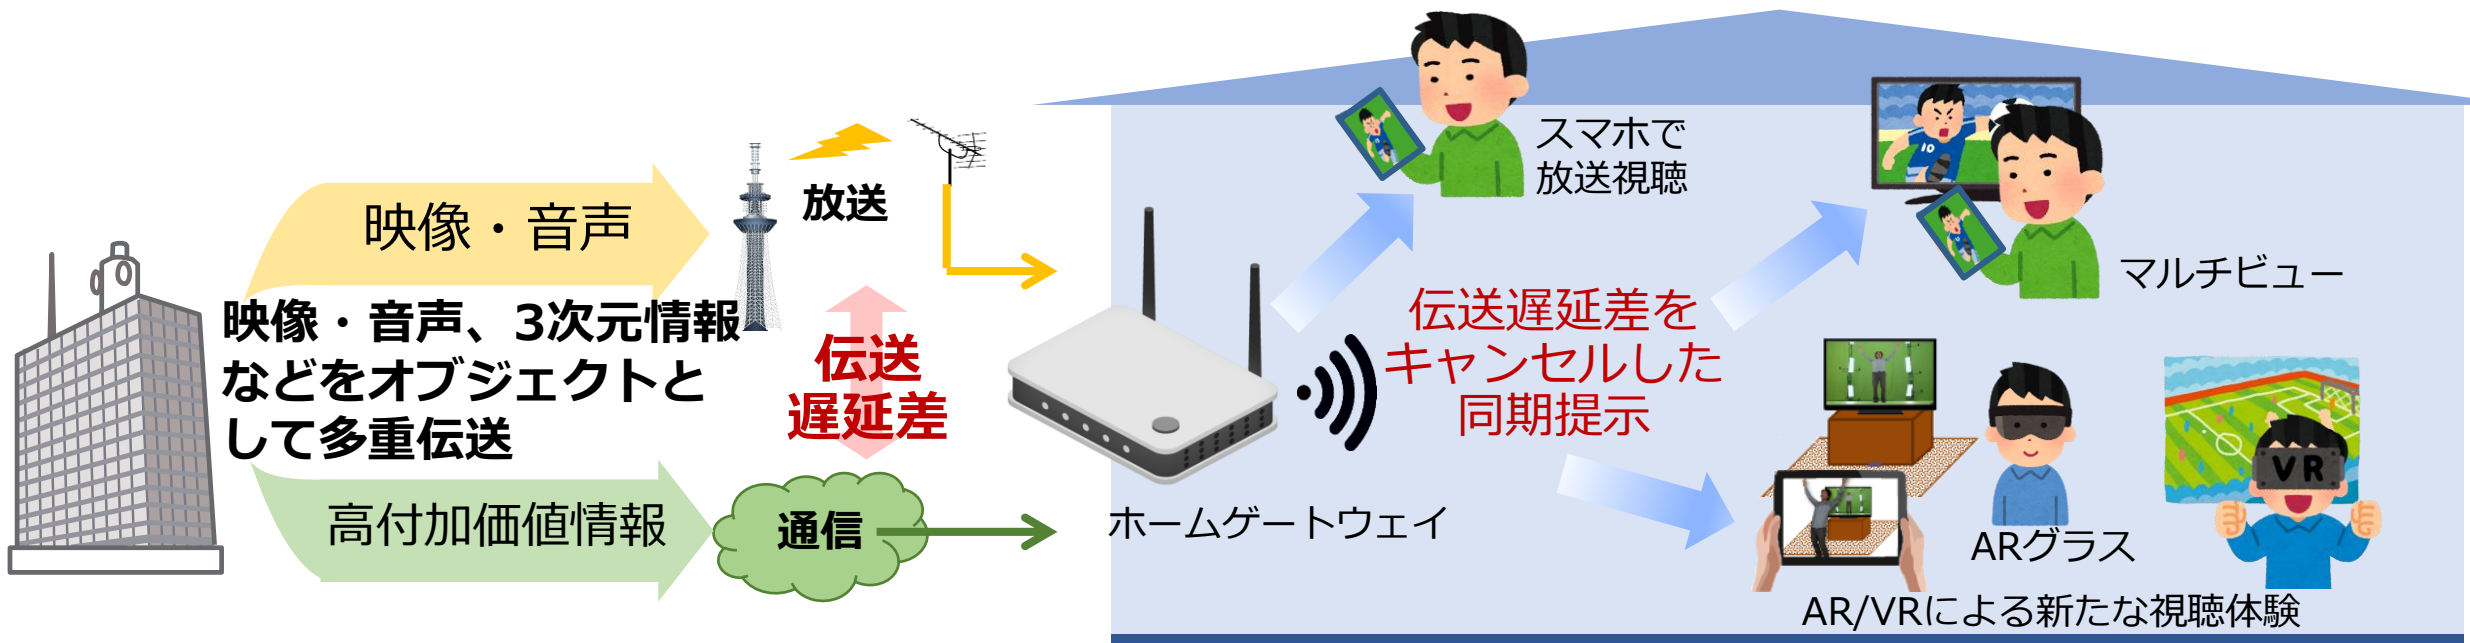 映像・音声
映像・音声、3次元情報
などをオブジェクトと
して多重伝送
高付加価値情報
放送
伝送
遅延差
通信
ホームゲートウェイ
伝送遅延差を
キャンセルした
同期提示
スマホで
放送視聴
10
マルチビュー
VR
ARグラス
AR/VRによる新たな視聴体験